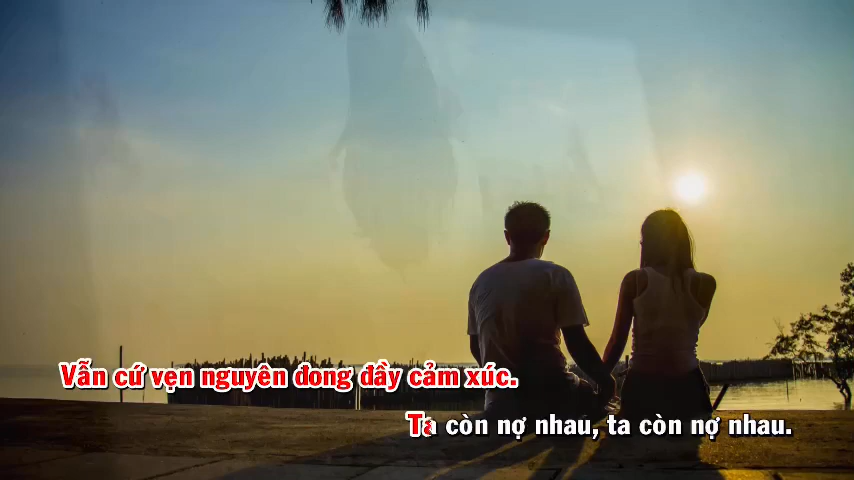 Vẫn cứ vẹn nguyên đong đầy cảm xúc.
Ta còn nợ nhau, ta còn nợ nhau.